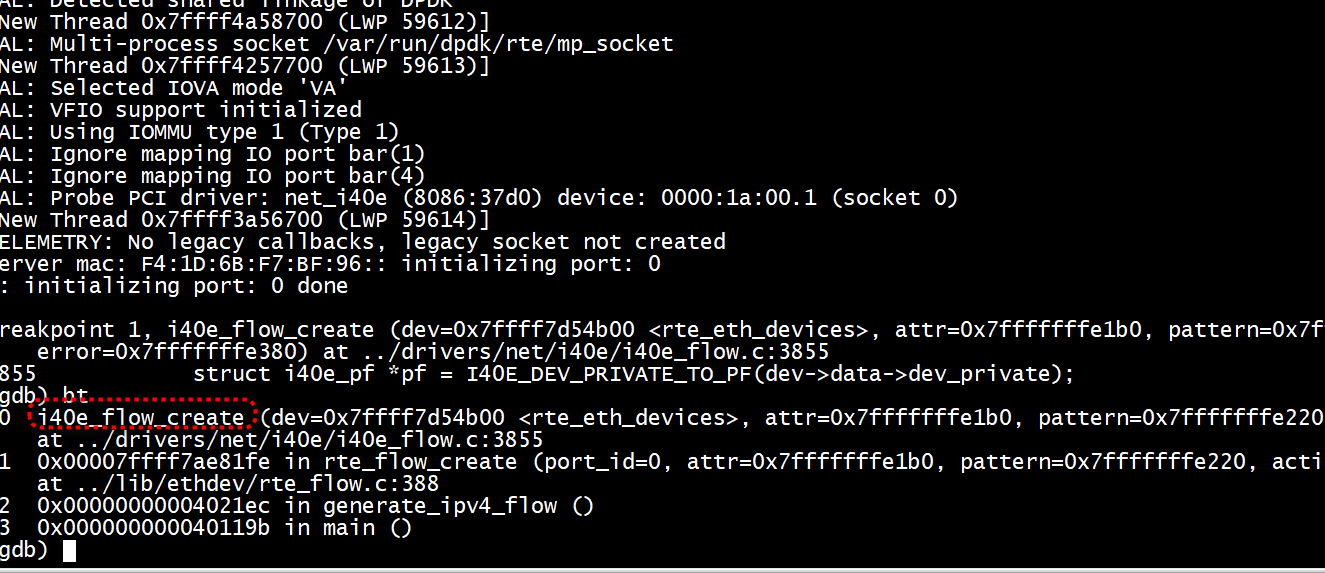 AL: Detected shared linkage of DPDK
New Thread 0x7ffff4a58700 (LWP 59612)]
AL: Multi-process socket /var/run/dpdk/rte/mp_socket
New Thread 0x7ffff4257700 (LWP 59613)]
AL: Selected IOVA mode 'VA'
AL: VFIO support initialized
AL: Using IOMMU type 1 (Type 1)
AL: Ignore mapping IO port bar(1)
AL: Ignore mapping IO port bar(4)
AL: Probe PCI driver: net_i40e (8086:37d0) device: 0000:1a:00.1 (socket 0)
New Thread 0x7ffff3a56700 (LWP 59614)]
ELEMETRY: No legacy callbacks, legacy socket not created
erver mac: F4:1D:6B:F7:BF:96:: initializing port: 0
: initializing port: 0 done
reakpoint 1, i40e_flow_create (dev=0x7ffff7d54b00 <rte_eth_devices>, attr=0x7fffffffe1b0, pattern=0x7f
error=0x7fffffffe380) at ../drivers/net/i40e/i40e_flow.c:3855
855 struct i40e_pf *pf = I40E_DEV_PRIVATE_TO_PF(dev->data->dev_private);
gdb) bt
0 i40e_flow_create (dev=0x7ffff7d54b00 <rte_eth_devices>, attr=0x7fffffffe1b0, pattern=0x7fffffffe220
at ../drivers/net/i40e/i40e_flow.c:3855
1 0x00007ffff7ae81fe in rte_flow_create (port_id=0, attr=0x7fffffffe1b0, pattern=0x7fffffffe220, acti
at ../lib/ethdev/rte_flow.c:388
2 0x00000000004021ec in generate_ipv4_flow ()
3 0x000000000040119b in main ()
gdb)